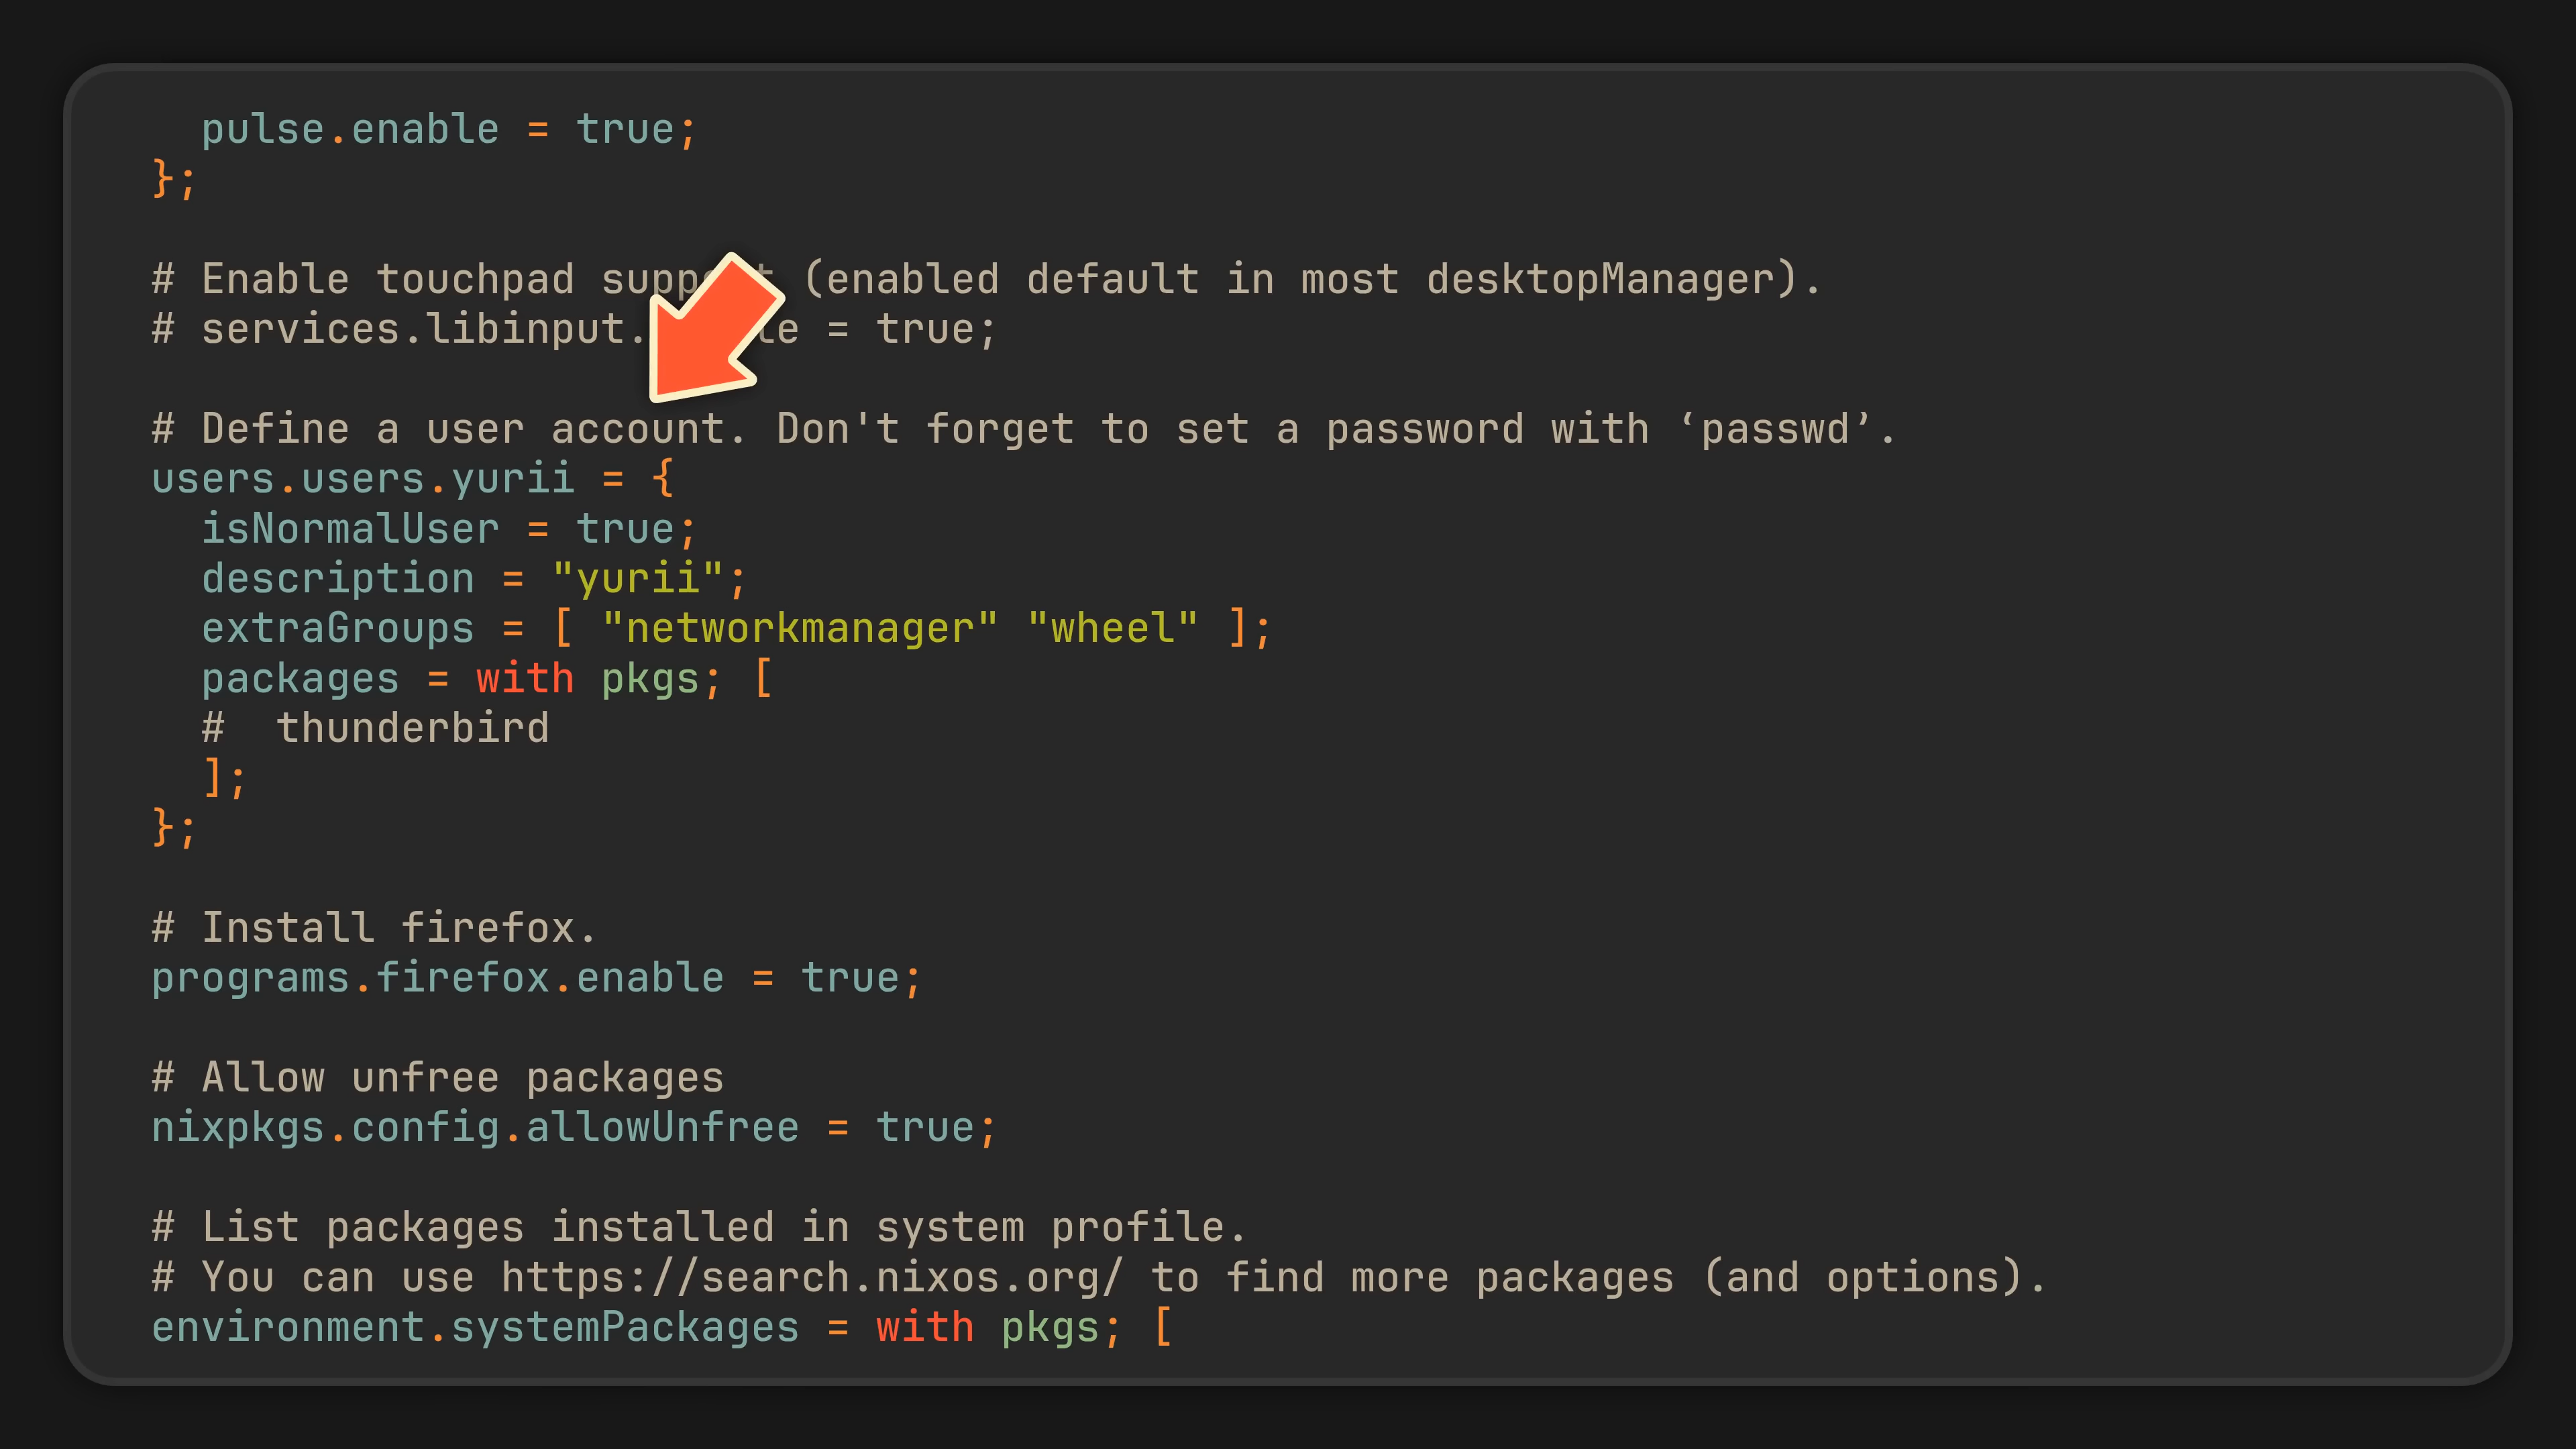 pulse.enable = true;
};
# Enable touchpad (enabled default in most desktopManager).
# services.libinput. = true;
# Define a user account. Don't forget to set a password with ‘passwd’.
users.users.yurii = {
isNormalUser = true;
description = "yurii";
extraGroups = [ "networkmanager" "wheel" ];
packages = with pkgs; [
#  thunderbird
];
};
# Install firefox.
programs.firefox.enable = true;
# Allow unfree packages
nixpkgs.config.allowUnfree = true;
# List packages installed in system profile.
# You can use https://search.nixos.org/ to find more packages (and options).
environment.systemPackages = with pkgs; [